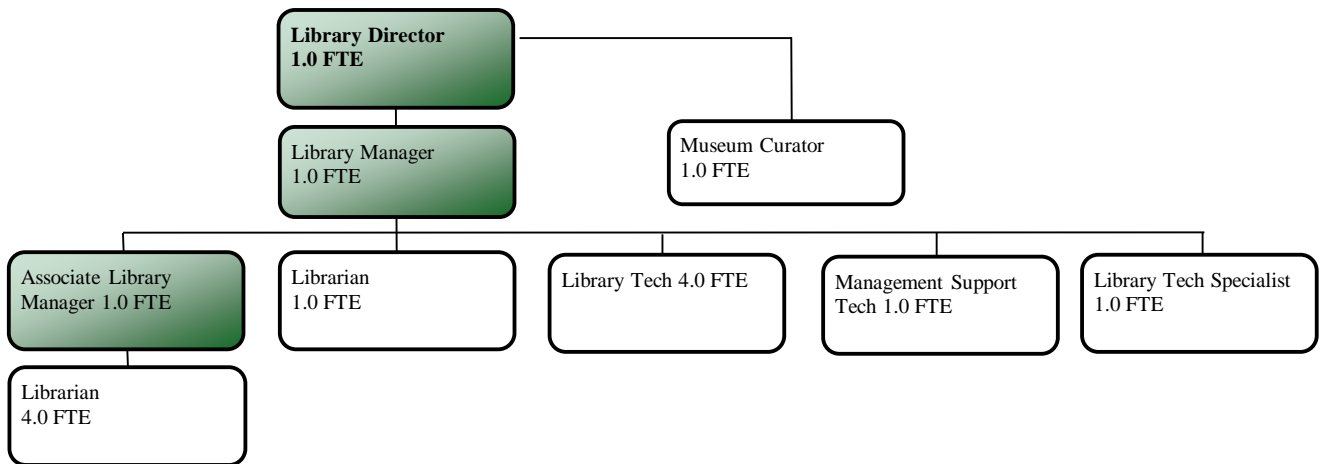 Library Director
1.0 FTE
Library Manager
1.0 FTE
Museum Curator
1.0 FTE
Associate Library
Manager 1.0 FTE
Librarian
1.0 FTE
Library Tech 4.0 FTE
Management Support
Tech 1.0 FTE
Library Tech Specialist
1.0 FTE
Librarian
4.0 FTE